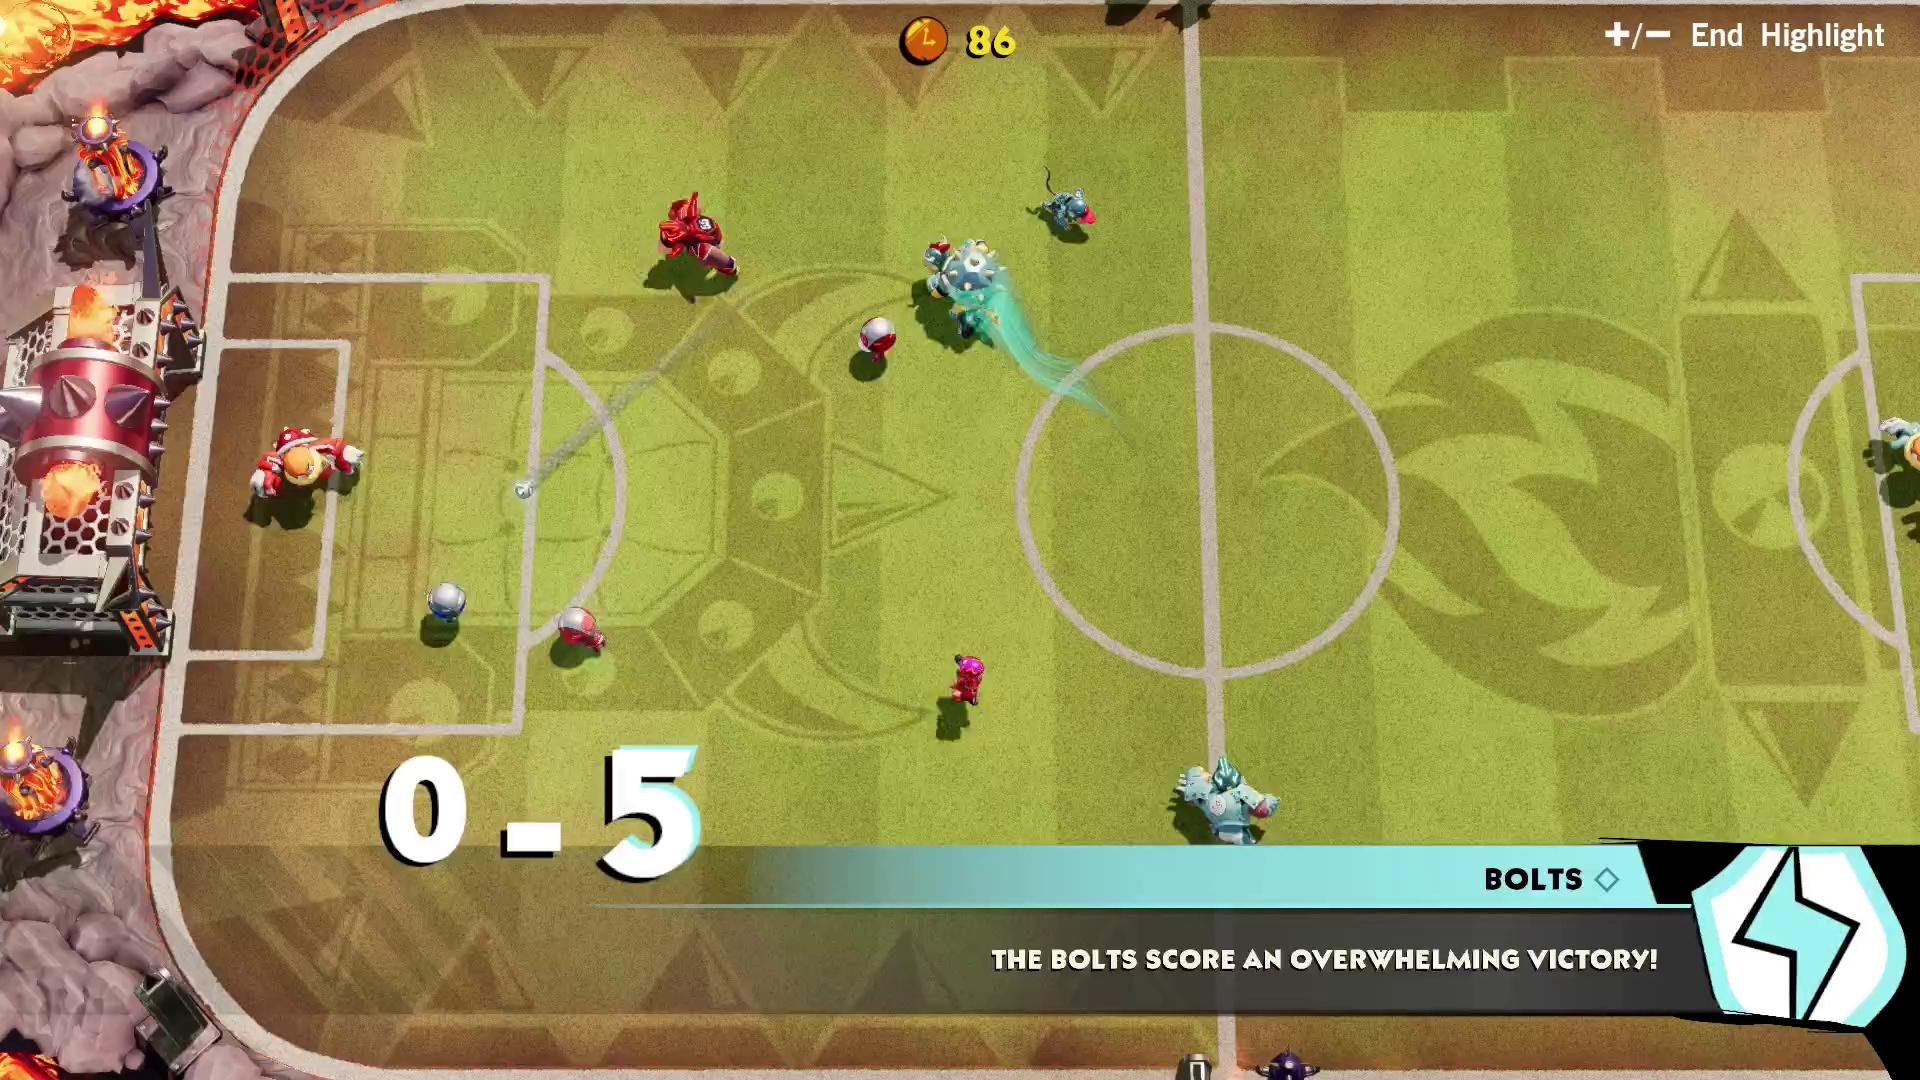 86
+/− End Highlight
0 - 5
BOLTS
THE BOLTS SCORE AN OVERWHELMING VICTORY!